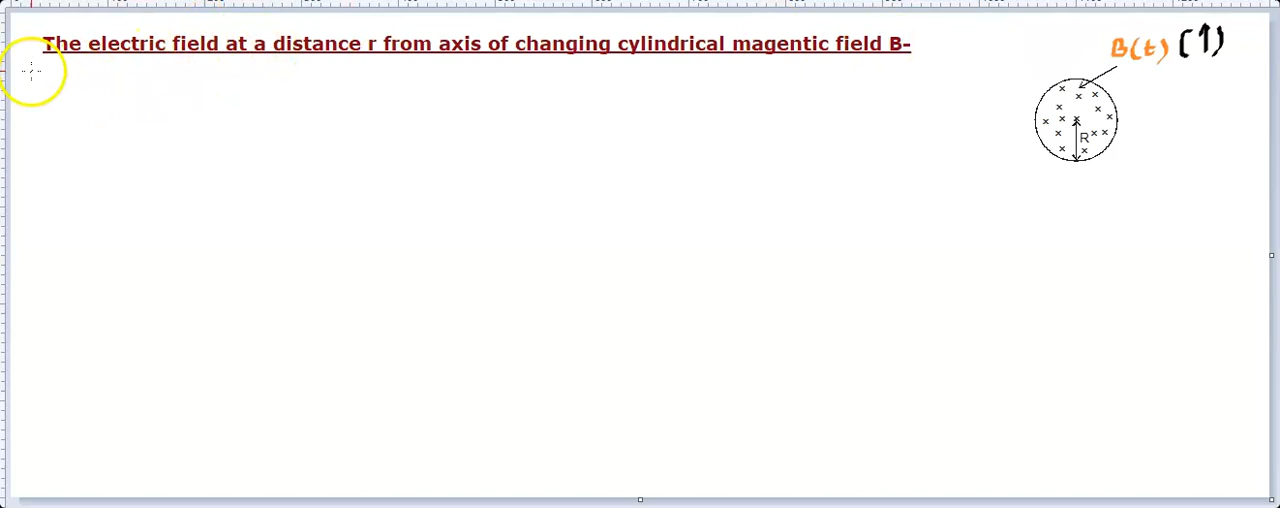 The electric field at a distance r from axis of changing cylindrical magentic field B-
B(t) (↑)
R